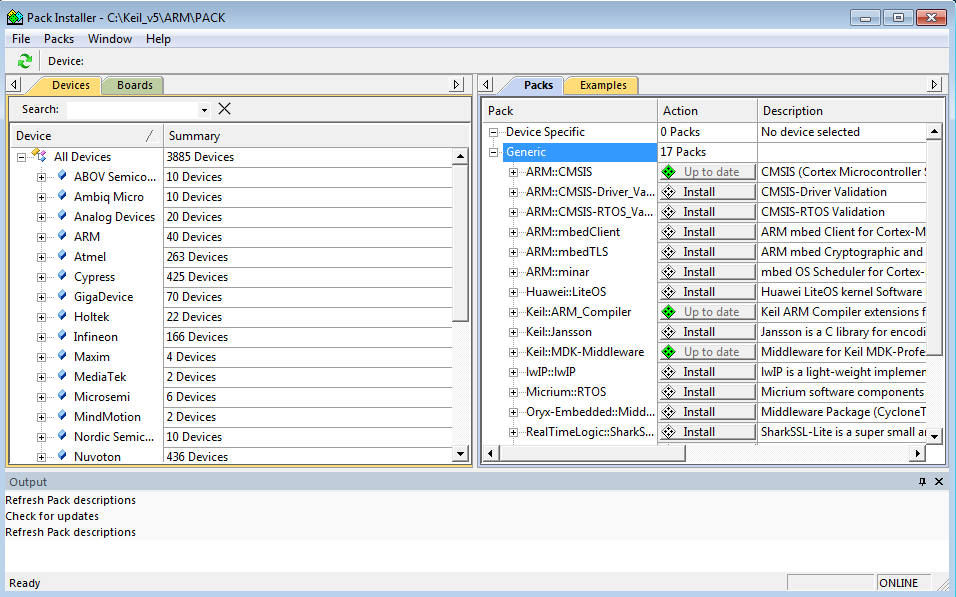 Pack Installer - C:\Keil_v5\ARM\PACK
File Packs Window Help
Device:
Devices Boards
Search:
Device Summary
All Devices 3885 Devices
ABOV Semico... 10 Devices
Ambiq Micro 10 Devices
Analog Devices 20 Devices
ARM 40 Devices
Atmel 263 Devices
Cypress 425 Devices
GigaDevice 70 Devices
Holtek 22 Devices
Infineon 166 Devices
Maxim 4 Devices
MediaTek 2 Devices
Microsemi 6 Devices
MindMotion 2 Devices
Nordic Semic... 10 Devices
Nuvoton 436 Devices
Packs Examples
Pack Action Description
Device Specific 0 Packs No device selected
Generic 17 Packs
ARM::CMSIS Up to date CMSIS (Cortex Microcontroller S
ARM::CMSIS-Driver_Va... Install CMSIS-Driver Validation
ARM::CMSIS-RTOS_Va... Install CMSIS-RTOS Validation
ARM::mbedClient Install ARM mbed Client for Cortex-M
ARM::mbedTLS Install ARM mbed Cryptographic and
ARM::minar Install mbed OS Scheduler for Cortex-
Huawei::LiteOS Install Huawei LiteOS kernel Software
Keil::ARM_Compiler Up to date Keil ARM Compiler extensions f
Keil::Jansson Install Jansson is a C library for encodi
Keil::MDK-Middleware Up to date Middleware for Keil MDK-Profe
lwIP::lwIP Install lwIP is a light-weight implemen
Micrium::RTOS Install Micrium software components
Oryx-Embedded::Midd... Install Middleware Package (CycloneT
RealTimeLogic::SharkS... Install SharkSSL-Lite is a super small an
Output
Refresh Pack descriptions
Check for updates
Refresh Pack descriptions
Ready ONLINE